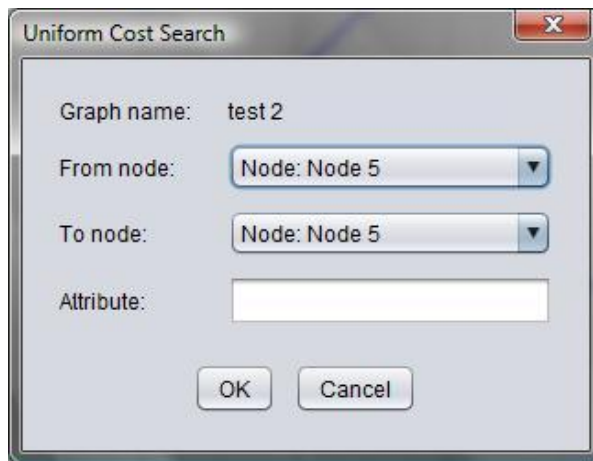 Uniform Cost Search
Graph name: test 2
From node: Node: Node 5
To node: Node: Node 5
Attribute:
OK Cancel